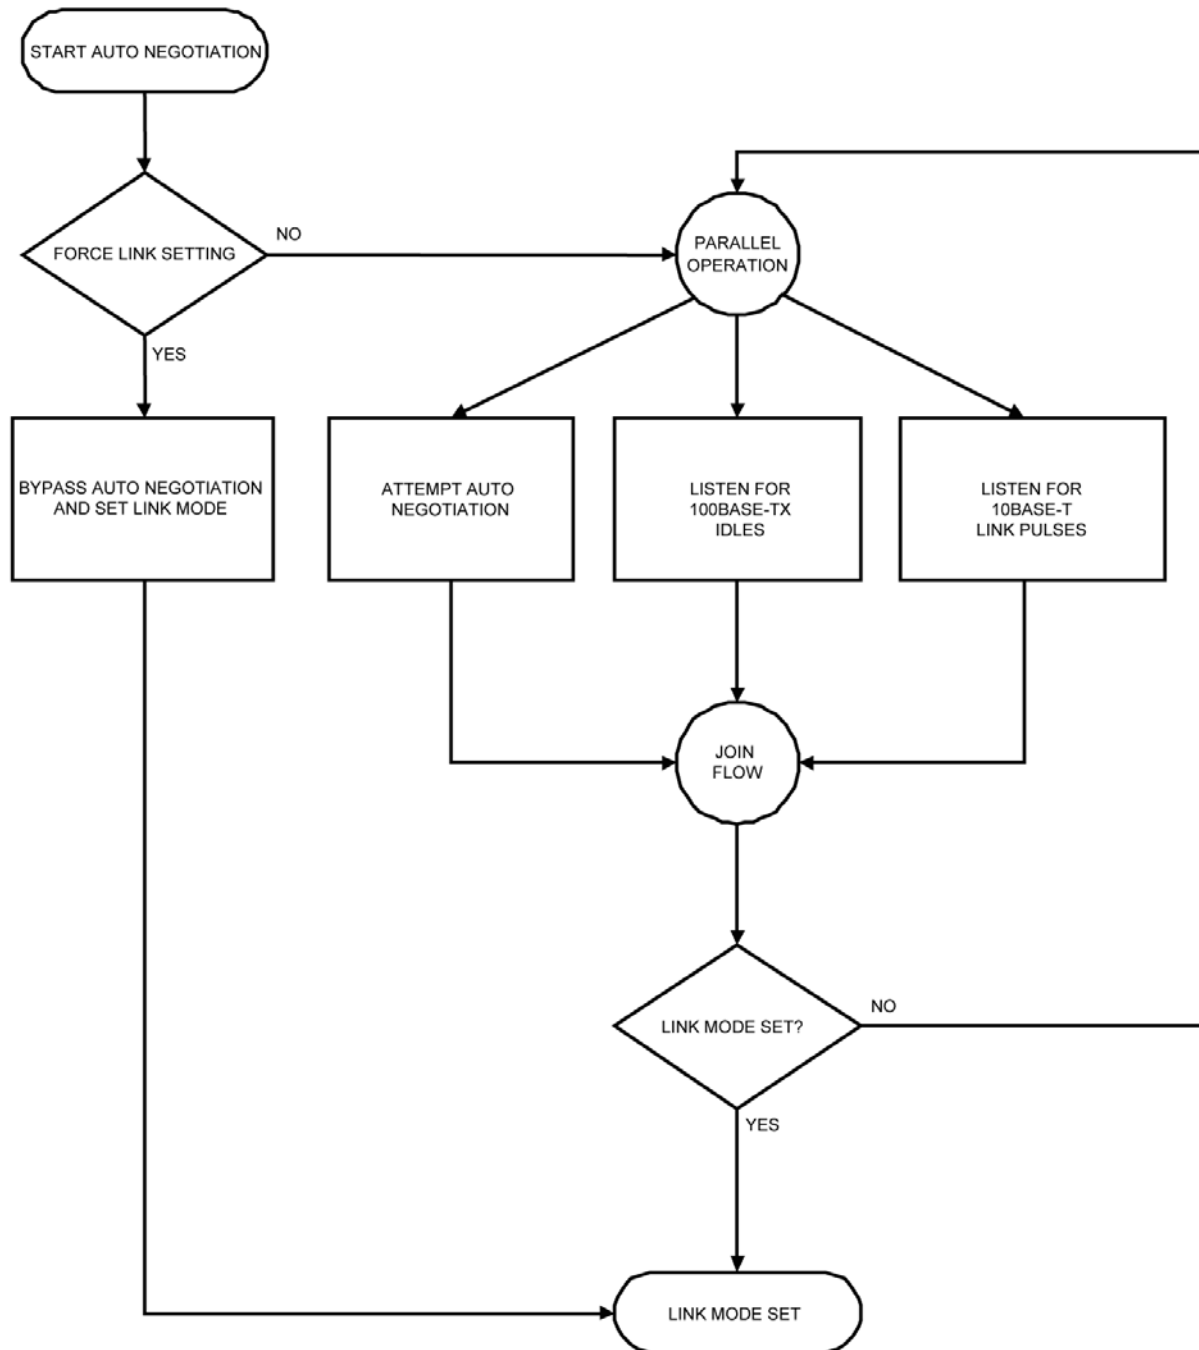 START AUTO NEGOTIATION
FORCE LINK SETTING
NO
PARALLEL
OPERATION
YES
BYPASS AUTO NEGOTIATION
AND SET LINK MODE
ATTEMPT AUTO
NEGOTIATION
LISTEN FOR
100BASE-TX
IDLES
LISTEN FOR
10BASE-T
LINK PULSES
JOIN
FLOW
LINK MODE SET?
NO
YES
LINK MODE SET